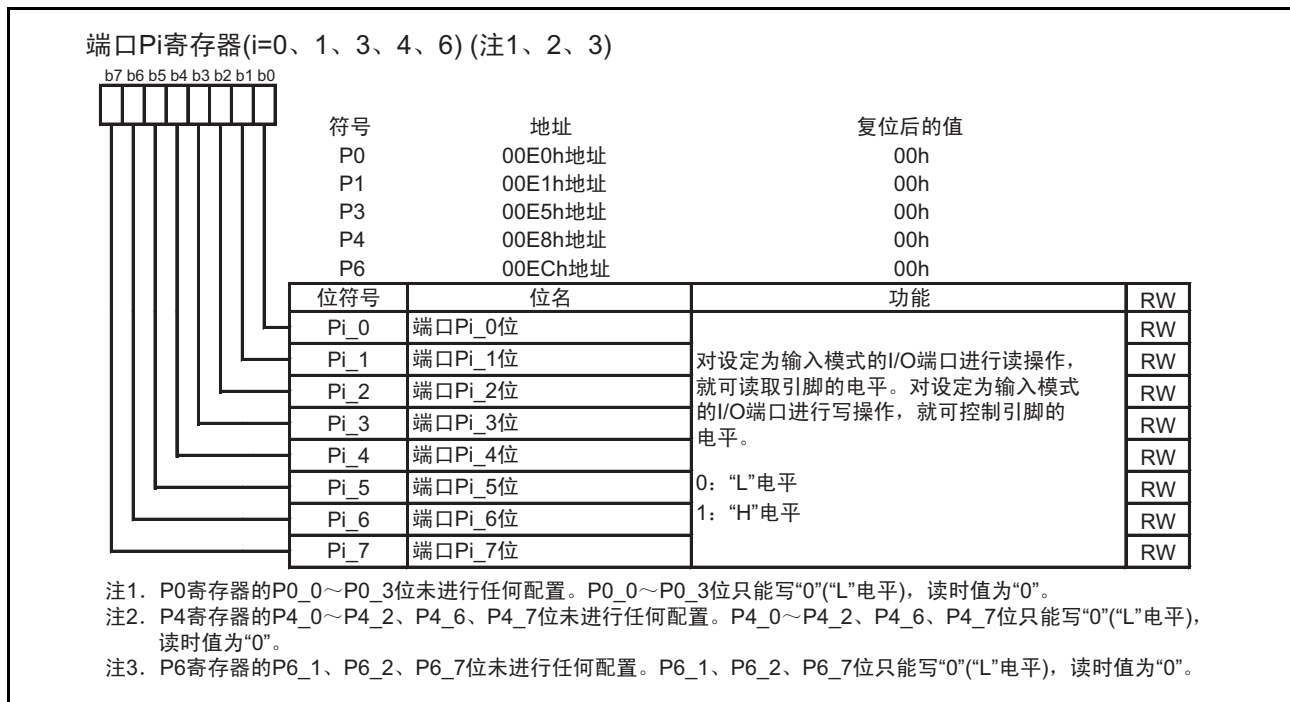 端口Pi寄存器(i=0、1、3、4、6) (注1、2、3)
b7 b6 b5 b4 b3 b2 b1 b0
符号 地址 复位后的值
P0 00E0h地址 00h
P1 00E1h地址 00h
P3 00E5h地址 00h
P4 00E8h地址 00h
P6 00ECh地址 00h
位符号 位名 功能 RW
Pi_0 端口Pi_0位 RW
Pi_1 端口Pi_1位 RW
Pi_2 端口Pi_2位 RW
Pi_3 端口Pi_3位 RW
Pi_4 端口Pi_4位 RW
Pi_5 端口Pi_5位 RW
Pi_6 端口Pi_6位 RW
Pi_7 端口Pi_7位 RW
对设定为输入模式的I/O端口进行读操作，
就可读取引脚的电平。对设定为输入模式
的I/O端口进行写操作，就可控制引脚的
电平。
0：“L”电平
1：“H”电平
注1．P0寄存器的P0_0～P0_3位未进行任何配置。P0_0～P0_3位只能写“0”(“L”电平)，读时值为“0”。
注2．P4寄存器的P4_0～P4_2、P4_6、P4_7位未进行任何配置。P4_0～P4_2、P4_6、P4_7位只能写“0”(“L”电平)，
读时值为“0”。
注3．P6寄存器的P6_1、P6_2、P6_7位未进行任何配置。P6_1、P6_2、P6_7位只能写“0”(“L”电平)，读时值为“0”。